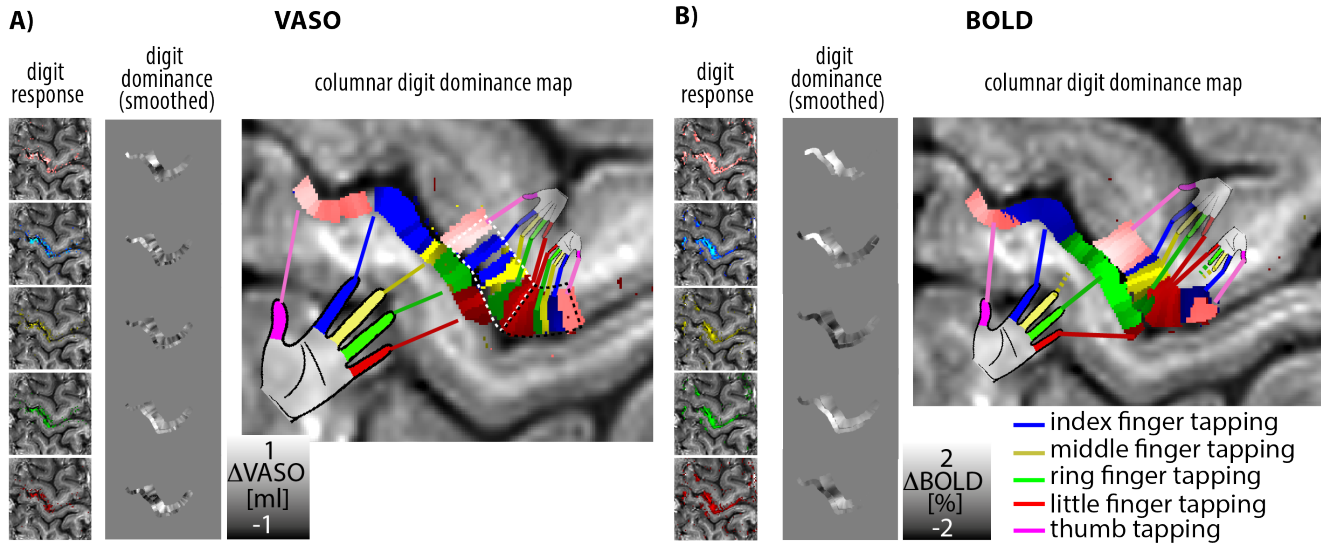 A)
VASO
digit
response
digit
dominance
(smoothed)
columnar digit dominance map
1
ΔVASO
[ml]
-1
B)
BOLD
digit
response
digit
dominance
(smoothed)
columnar digit dominance map
2
ΔBOLD
[%]
-2
index finger tapping
middle finger tapping
ring finger tapping
little finger tapping
thumb tapping